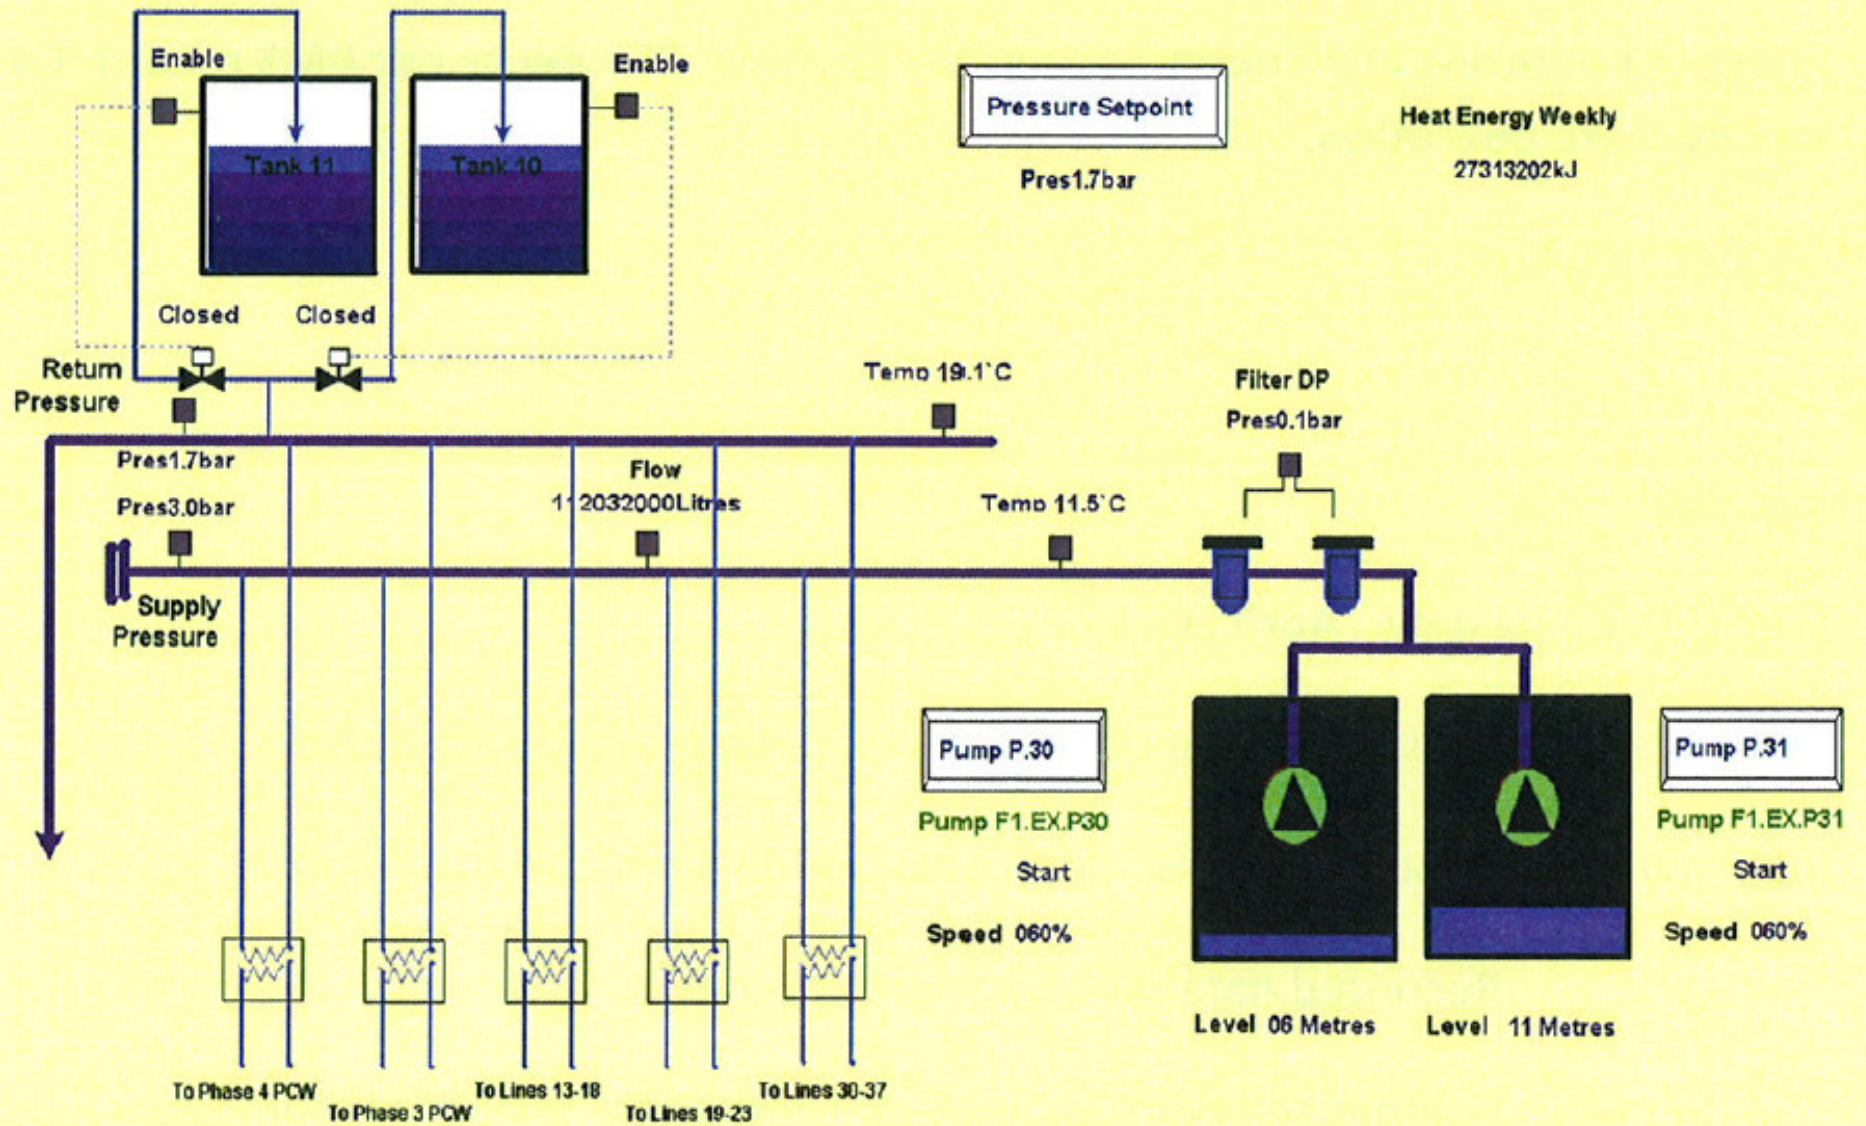 Enable
Enable
Tank 11
Tank 10
Pressure Setpoint
Pres1.7bar
Heat Energy Weekly
27313202kJ
Closed
Closed
Return
Pressure
Temp 19.1`C
Filter DP
Pres0.1bar
Pres1.7bar
Flow
112032000Litres
Pres3.0bar
Temp 11.5`C
Supply
Pressure
Pump P.30
Pump F1.EX.P30
Start
Speed 060%
Pump P.31
Pump F1.EX.P31
Start
Speed 060%
Level 06 Metres
Level 11 Metres
To Phase 4 PCW
To Phase 3 PCW
To Lines 13-18
To Lines 19-23
To Lines 30-37